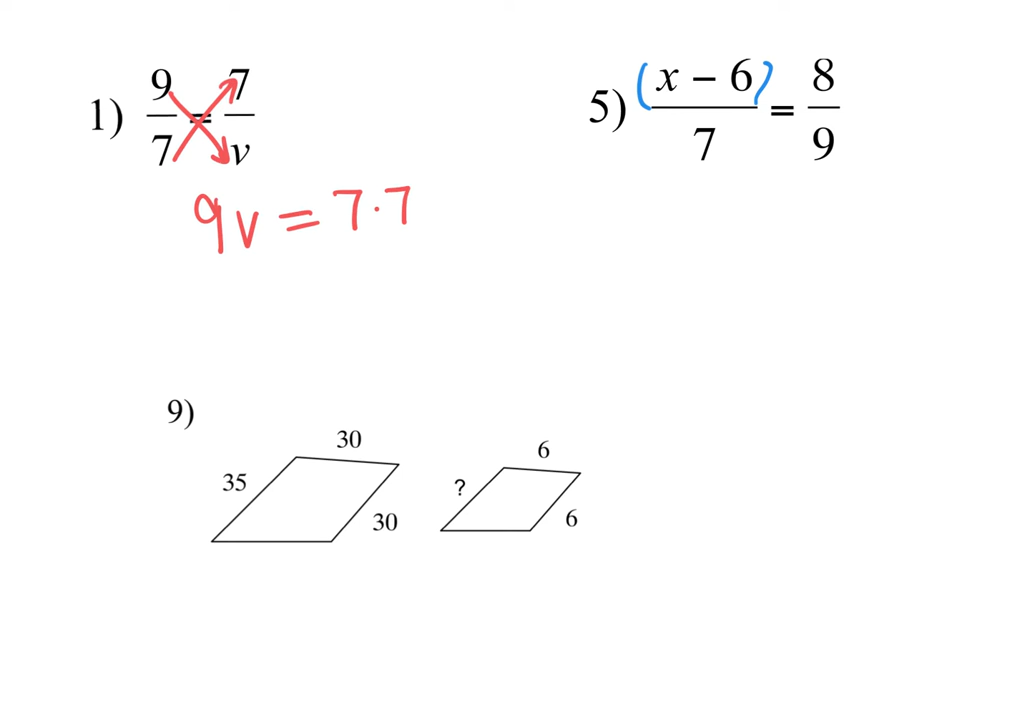 1) 9/7 = 7/v
9v = 7·7
5) (x − 6)/7 = 8/9
9)
30
35
30
6
?
6